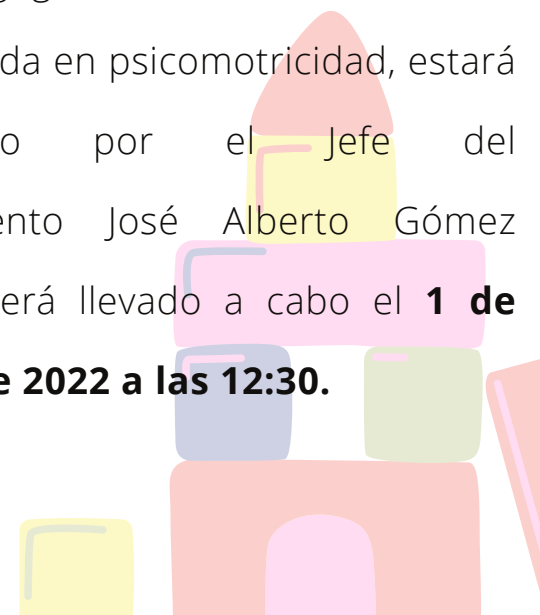 da en psicomotricidad, estará
o por el Jefe del
ento José Alberto Gómez
erá llevado a cabo el 1 de
e 2022 a las 12:30.